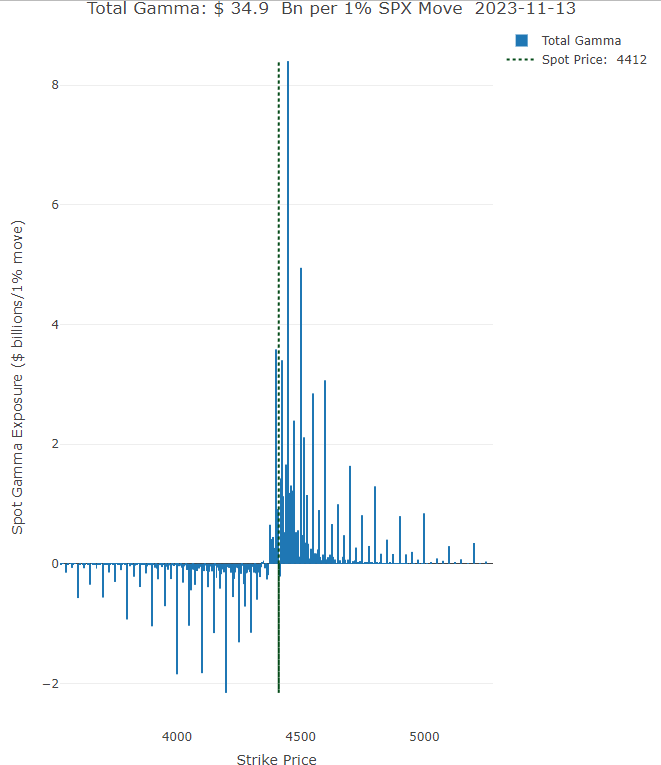 Total Gamma: $ 34.9 Bn per 1% SPX Move 2023-11-13
Total Gamma
Spot Price: 4412
Spot Gamma Exposure ($ billions/1% move)
8
6
4
2
0
−2
4000 4500 5000
Strike Price